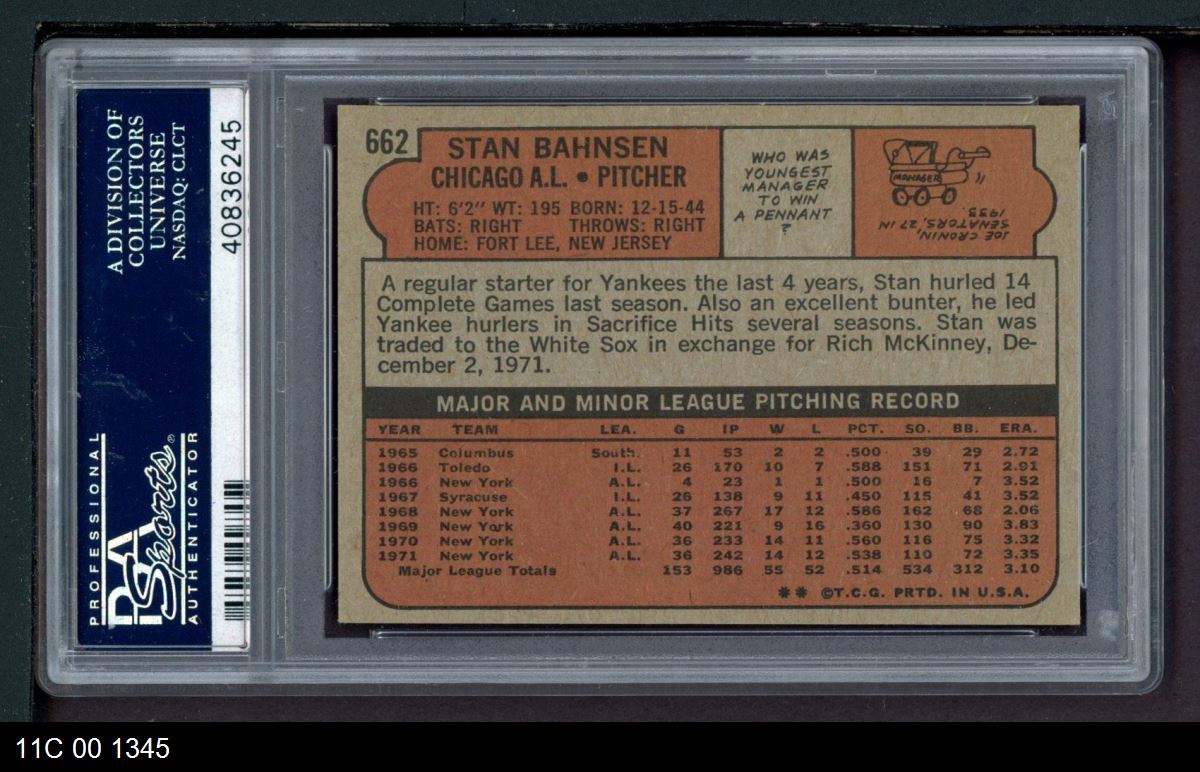 A DIVISION OF
COLLECTORS
UNIVERSE
NASDAQ: CLCT
40836245
PROFESSIONAL
PSA
Sports®
AUTHENTICATOR
662
STAN BAHNSEN
CHICAGO A.L. • PITCHER
HT: 6'2" WT: 195 BORN: 12-15-44
BATS: RIGHT THROWS: RIGHT
HOME: FORT LEE, NEW JERSEY
WHO WAS
YOUNGEST
MANAGER
TO WIN
A PENNANT
?
MANAGER
JOE CRONIN,
SENATORS, 27 IN
1933.
A regular starter for Yankees the last 4 years, Stan hurled 14
Complete Games last season. Also an excellent bunter, he led
Yankee hurlers in Sacrifice Hits several seasons. Stan was
traded to the White Sox in exchange for Rich McKinney, De-
cember 2, 1971.
MAJOR AND MINOR LEAGUE PITCHING RECORD
YEAR TEAM LEA. G IP W L PCT. SO. BB. ERA.
1965 Columbus South. 11 53 2 2 .500 39 29 2.72
1966 Toledo I.L. 26 170 10 7 .588 151 71 2.91
1966 New York A.L. 4 23 1 1 .500 16 7 3.52
1967 Syracuse I.L. 26 138 9 11 .450 115 41 3.52
1968 New York A.L. 37 267 17 12 .586 162 68 2.06
1969 New York A.L. 40 221 9 16 .360 130 90 3.83
1970 New York A.L. 36 233 14 11 .560 116 75 3.32
1971 New York A.L. 36 242 14 12 .538 110 72 3.35
Major League Totals 153 986 55 52 .514 534 312 3.10
** ©T.C.G. PRTD. IN U.S.A.
11C 00 1345